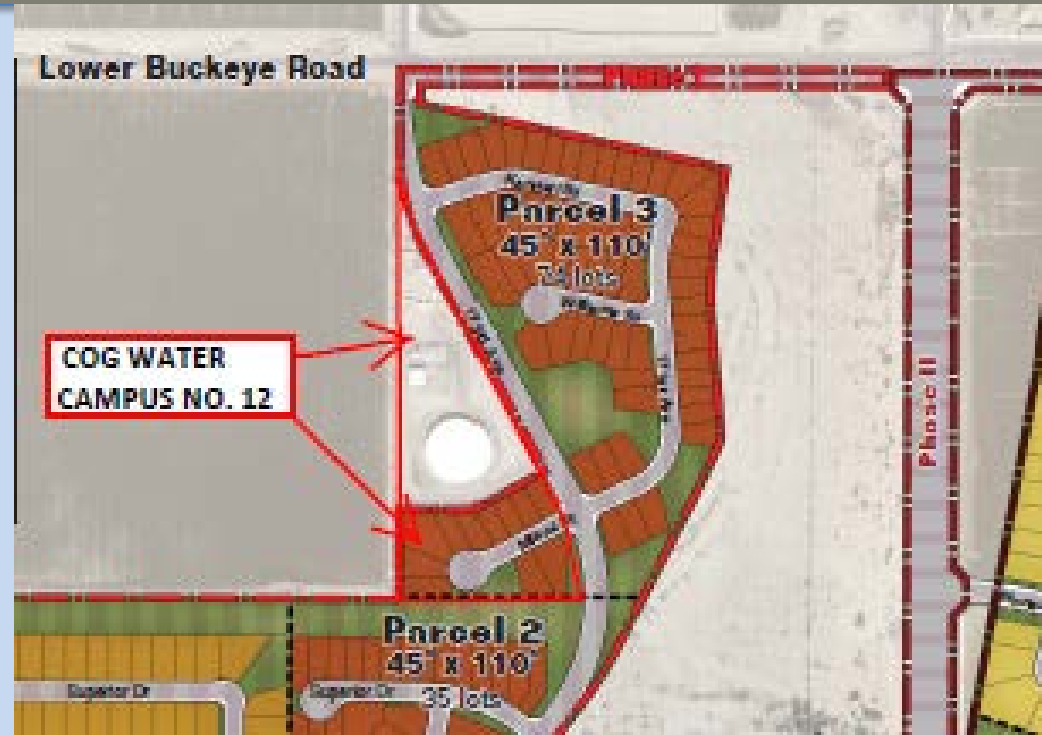 Lower Buckeye Road
Parcel 3
45' x 110'
74 lots
COG WATER
CAMPUS NO. 12
Phase II
Parcel 2
45' x 110'
35 lots
Superior Dr
Superior Dr